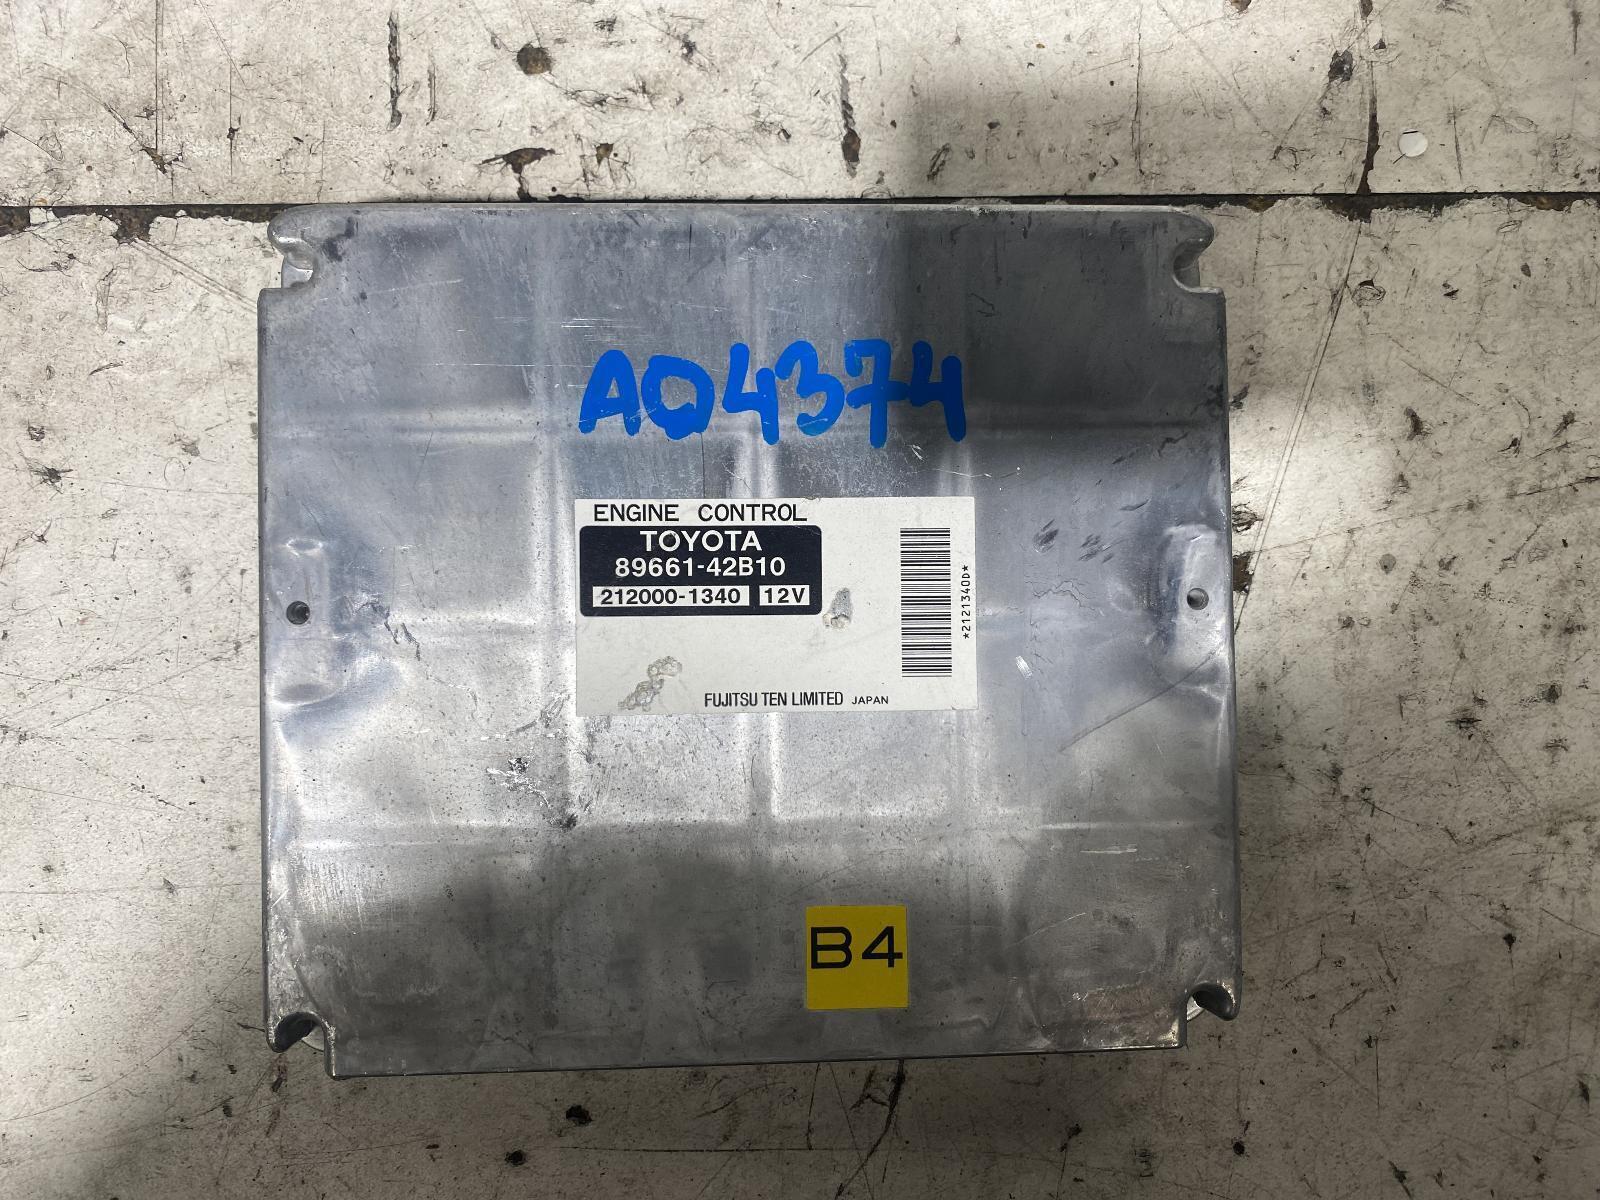 A04374
ENGINE CONTROL
TOYOTA
89661-42B10
212000-1340 12V
*2121340D*
FUJITSU TEN LIMITED JAPAN
B4